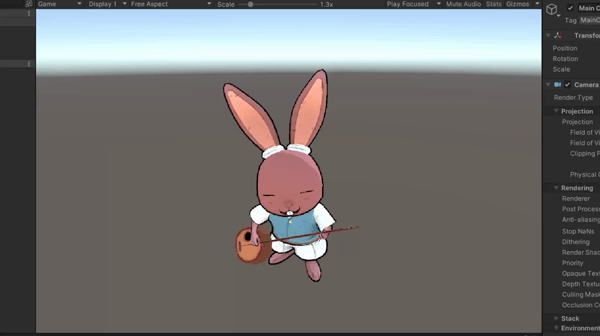 Game Display 1 Free Aspect Scale 1.3x Play Focused Mute Audio Stats Gizmos
Main C
Tag MainC
Transfo
Position
Rotation
Scale
Camera
Render Type
Projection
Projection
Field of Vi
Field of Vi
Clipping P
Physical C
Rendering
Renderer
Post Process
Anti-aliasing
Stop NaNs
Dithering
Render Shad
Priority
Opaque Text
Depth Textu
Culling Mask
Occlusion C
Stack
Environment